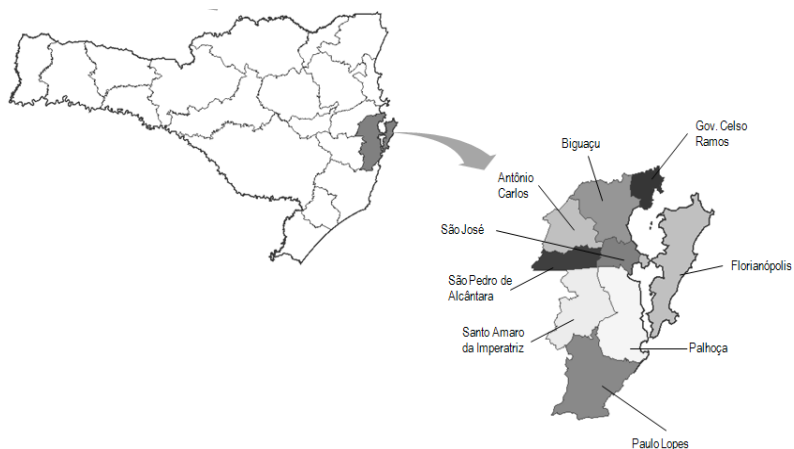 Gov. Celso
Ramos
Biguaçu
Antônio
Carlos
São José
Florianópolis
São Pedro de
Alcântara
Santo Amaro
da Imperatriz
Palhoça
Paulo Lopes